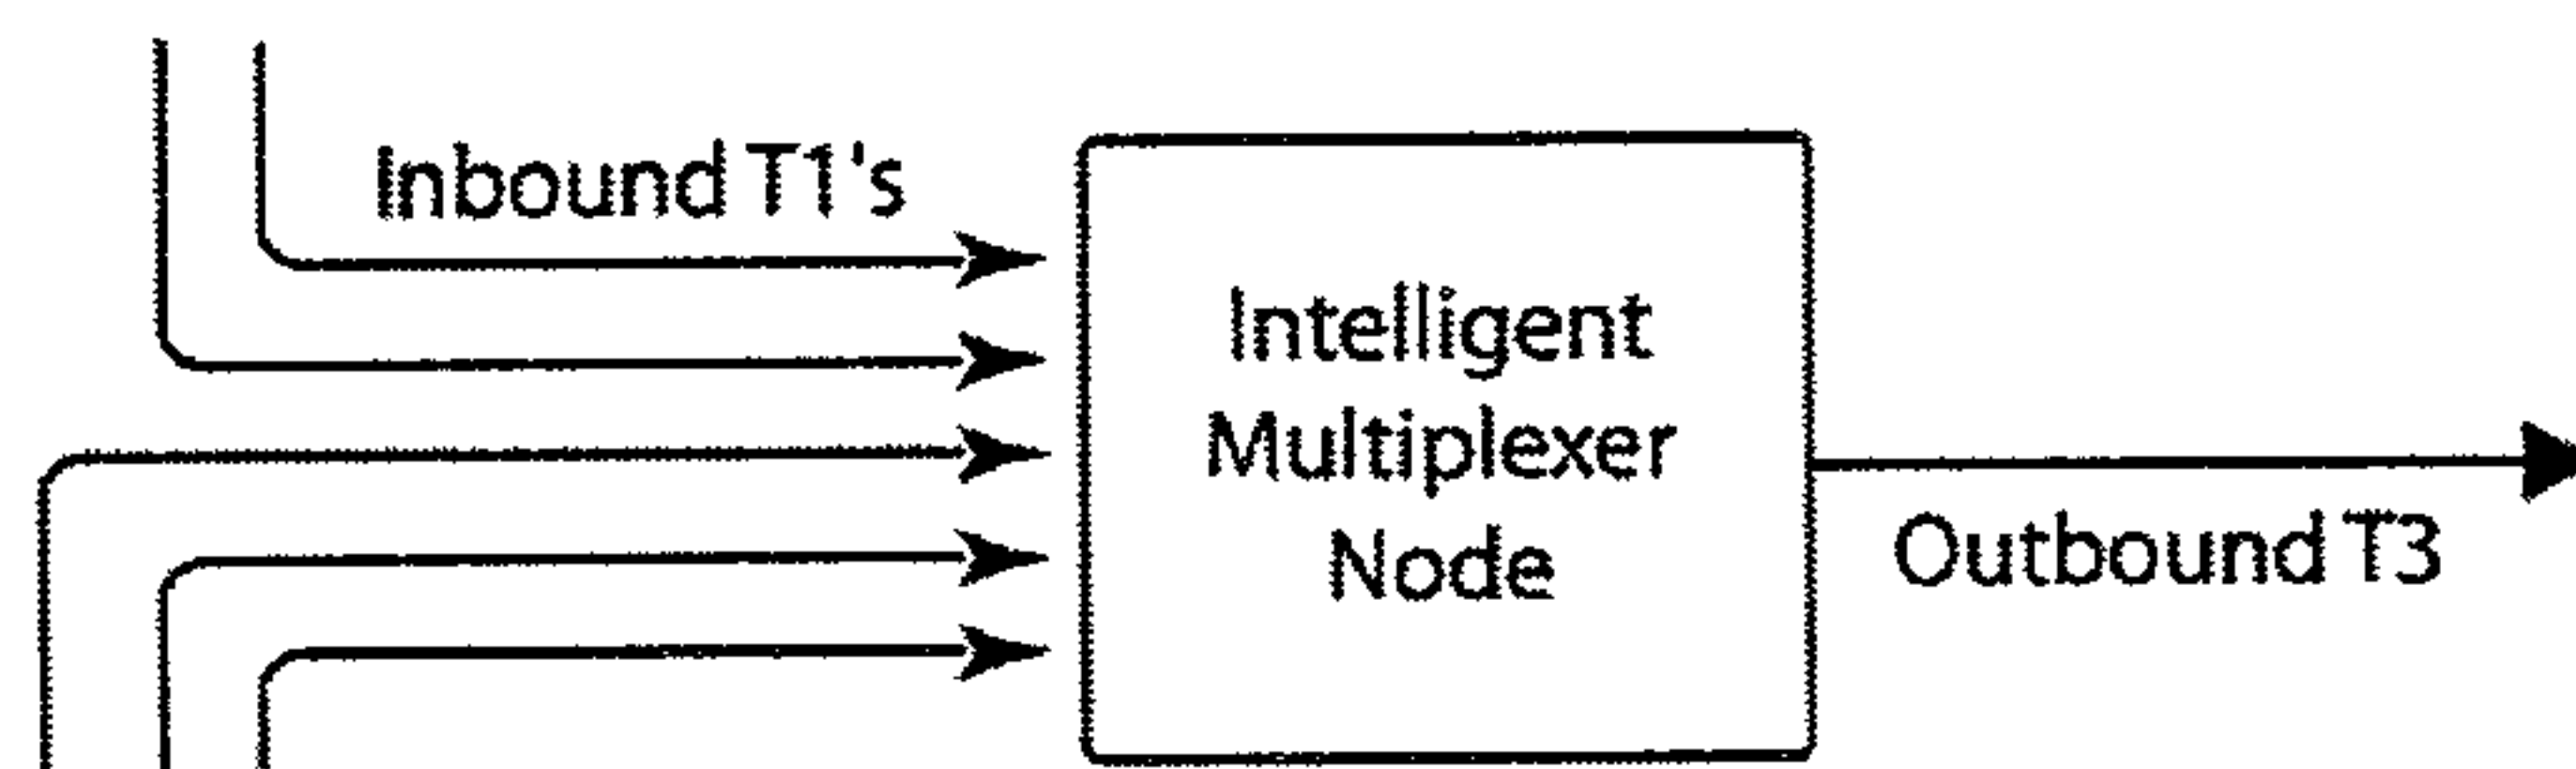 Inbound T1's
Intelligent
Multiplexer
Node
Outbound T3